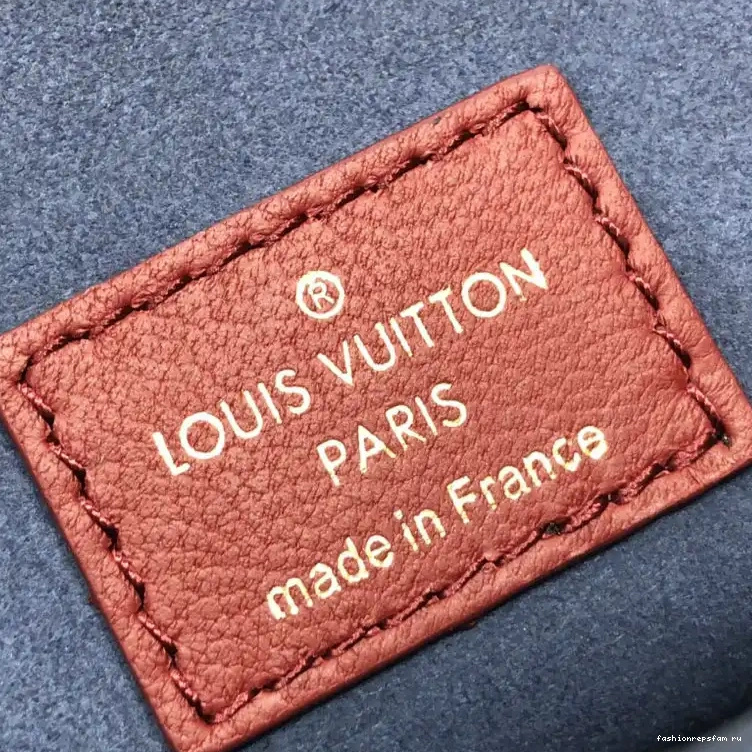 ®
LOUIS VUITTON
PARIS
made in France
fashionrepsfam.ru